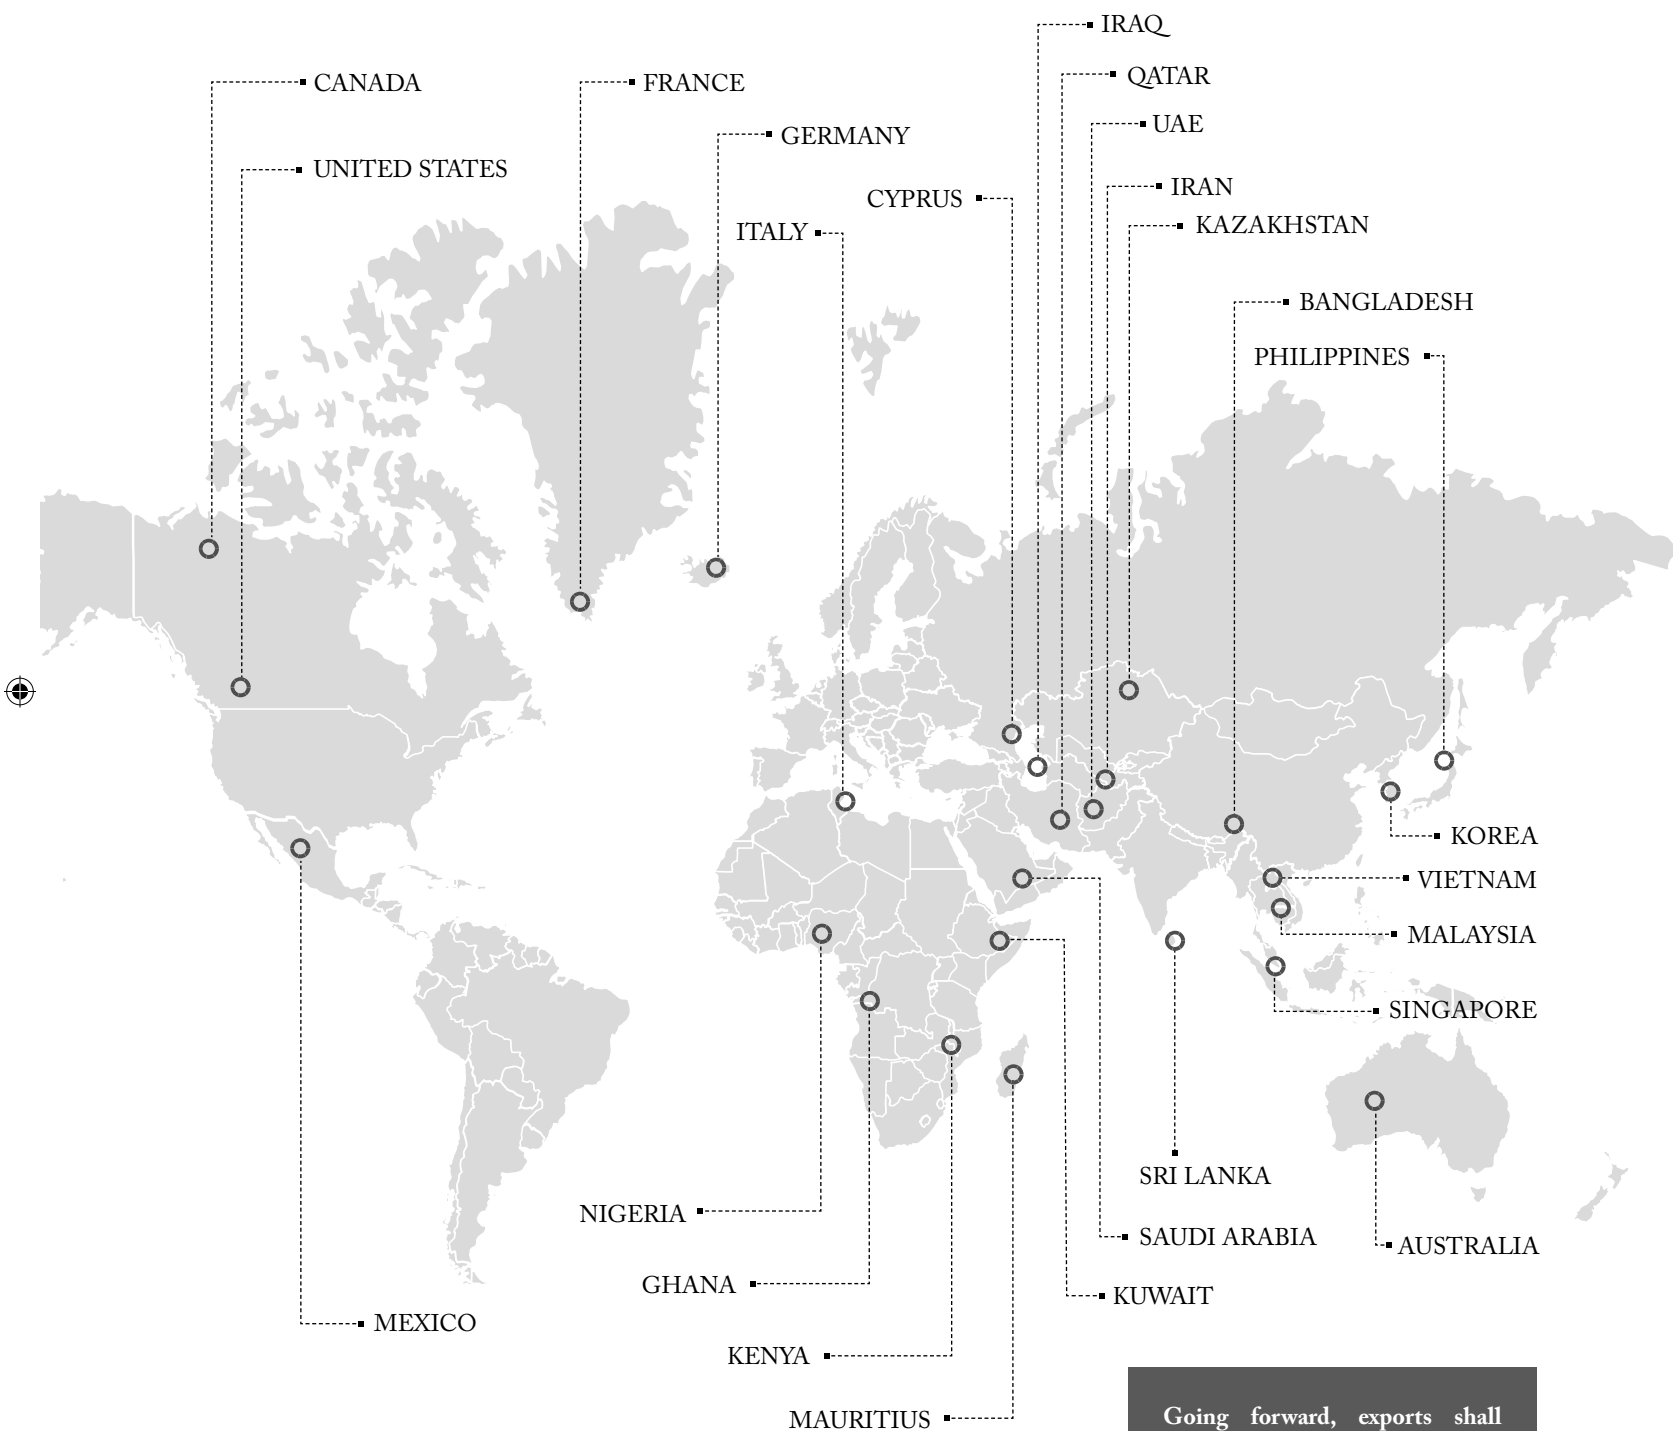 IRAQ
CANADA
FRANCE
QATAR
UAE
GERMANY
UNITED STATES
IRAN
CYPRUS
KAZAKHSTAN
ITALY
BANGLADESH
PHILIPPINES
KOREA
VIETNAM
MALAYSIA
SINGAPORE
SRI LANKA
NIGERIA
SAUDI ARABIA
AUSTRALIA
GHANA
KUWAIT
MEXICO
KENYA
MAURITIUS
Going forward, exports shall